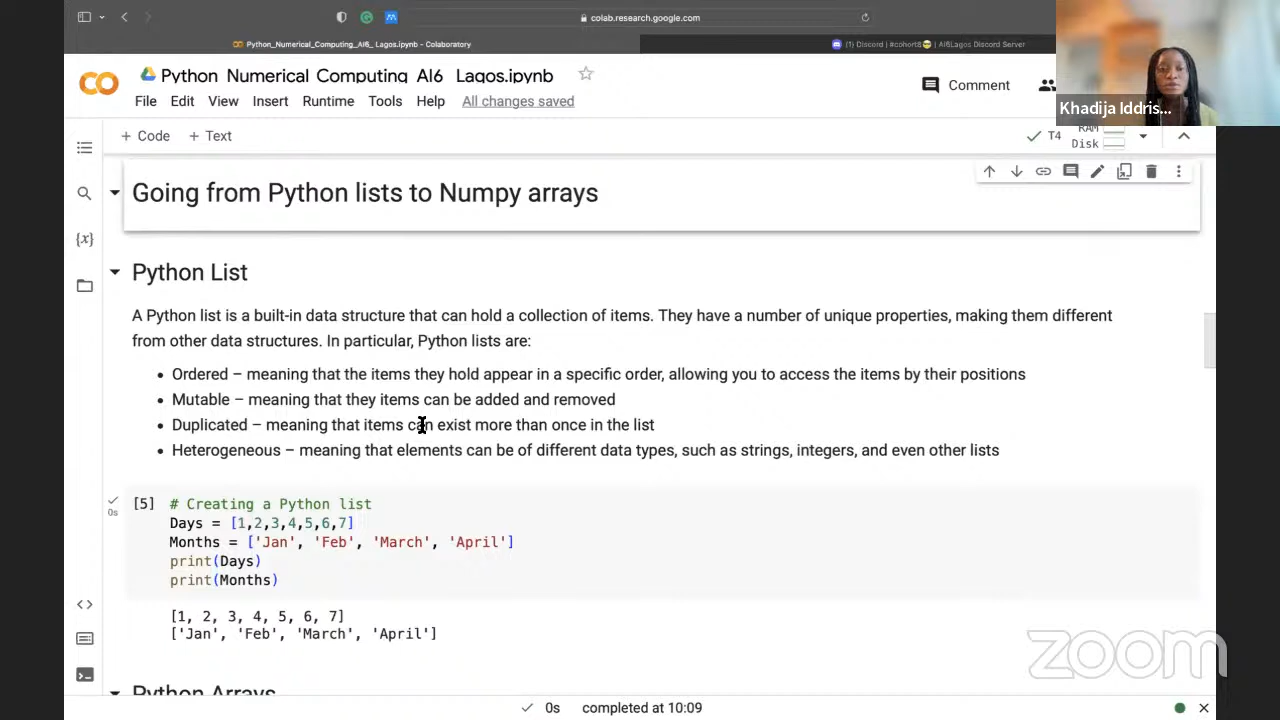 colab.research.google.com
Python_Numerical_Computing_AI6_ Lagos.ipynb - Colaboratory
(1) Discord | #cohort8😎 | AI6Lagos Discord Server
Python_Numerical_Computing_AI6_ Lagos.ipynb
File Edit View Insert Runtime Tools Help All changes saved
Comment
Khadija Iddris...
+ Code + Text
T4
RAM
Disk
Going from Python lists to Numpy arrays
Python List
A Python list is a built-in data structure that can hold a collection of items. They have a number of unique properties, making them different
from other data structures. In particular, Python lists are:
• Ordered – meaning that the items they hold appear in a specific order, allowing you to access the items by their positions
• Mutable – meaning that they items can be added and removed
• Duplicated – meaning that items can exist more than once in the list
• Heterogeneous – meaning that elements can be of different data types, such as strings, integers, and even other lists
[5] # Creating a Python list
0s
Days = [1,2,3,4,5,6,7]
Months = ['Jan', 'Feb', 'March', 'April']
print(Days)
print(Months)
[1, 2, 3, 4, 5, 6, 7]
['Jan', 'Feb', 'March', 'April']
Python Arrays
zoom
0s completed at 10:09